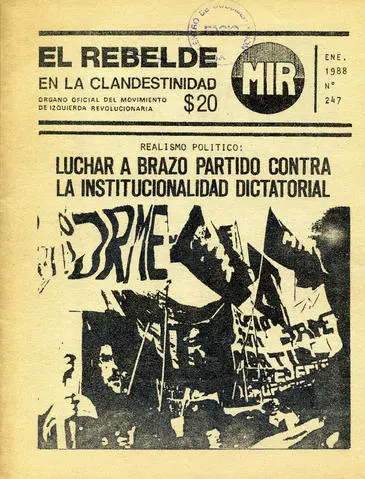 EL REBELDE
EN LA CLANDESTINIDAD
ORGANO OFICIAL DEL MOVIMIENTO
DE IZQUIERDA REVOLUCIONARIA
$20
MIR
ENE.
1988
N°
247
REALISMO POLITICO:
LUCHAR A BRAZO PARTIDO CONTRA
LA INSTITUCIONALIDAD DICTATORIAL